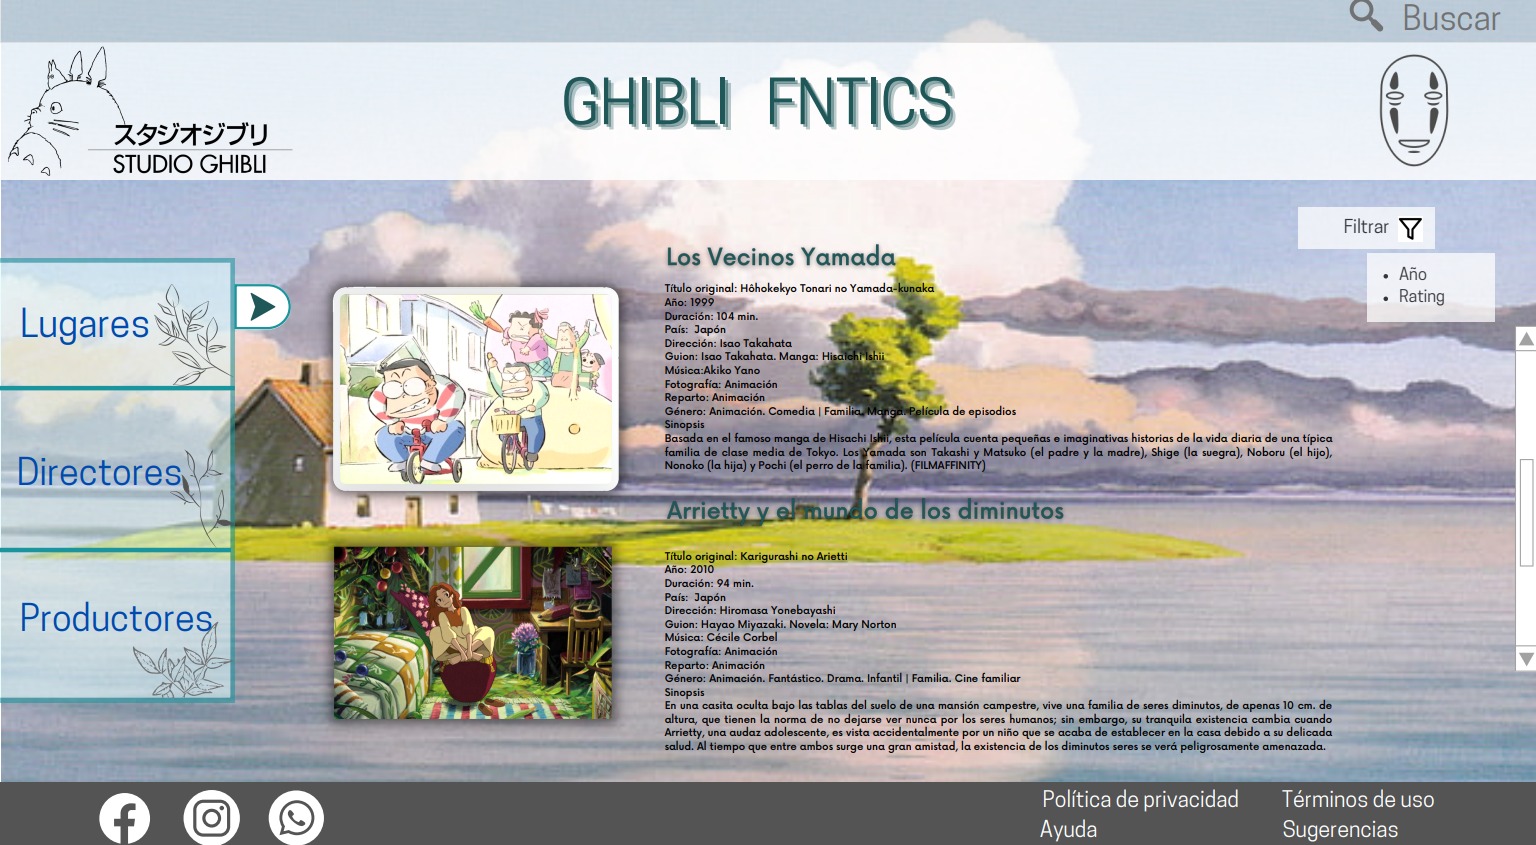 Buscar
スタジオジブリ
STUDIO GHIBLI
GHIBLI FNTICS
Filtrar
Año
Rating
Lugares
Directores
Productores
Los Vecinos Yamada
Título original: Hôhokekyo Tonari no Yamada-kunaka
Año: 1999
Duración: 104 min.
País: Japón
Dirección: Isao Takahata
Guion: Isao Takahata. Manga: Hisaichi Ishii
Música:Akiko Yano
Fotografía: Animación
Reparto: Animación
Género: Animación. Comedia | Familia. Manga. Película de episodios
Sinopsis
Basada en el famoso manga de Hisachi Ishii, esta película cuenta pequeñas e imaginativas historias de la vida diaria de una típica
familia de clase media de Tokyo. Los Yamada son Takashi y Matsuko (el padre y la madre), Shige (la suegra), Noboru (el hijo),
Nonoko (la hija) y Pochi (el perro de la familia). (FILMAFFINITY)
Arrietty y el mundo de los diminutos
Título original: Karigurashi no Arietti
Año: 2010
Duración: 94 min.
País: Japón
Dirección: Hiromasa Yonebayashi
Guion: Hayao Miyazaki. Novela: Mary Norton
Música: Cécile Corbel
Fotografía: Animación
Reparto: Animación
Género: Animación. Fantástico. Drama. Infantil | Familia. Cine familiar
Sinopsis
En una casita oculta bajo las tablas del suelo de una mansión campestre, vive una familia de seres diminutos, de apenas 10 cm. de
altura, que tienen la norma de no dejarse ver nunca por los seres humanos; sin embargo, su tranquila existencia cambia cuando
Arrietty, una audaz adolescente, es vista accidentalmente por un niño que se acaba de establecer en la casa debido a su delicada
salud. Al tiempo que entre ambos surge una gran amistad, la existencia de los diminutos seres se verá peligrosamente amenazada.
Política de privacidad
Términos de uso
Ayuda
Sugerencias